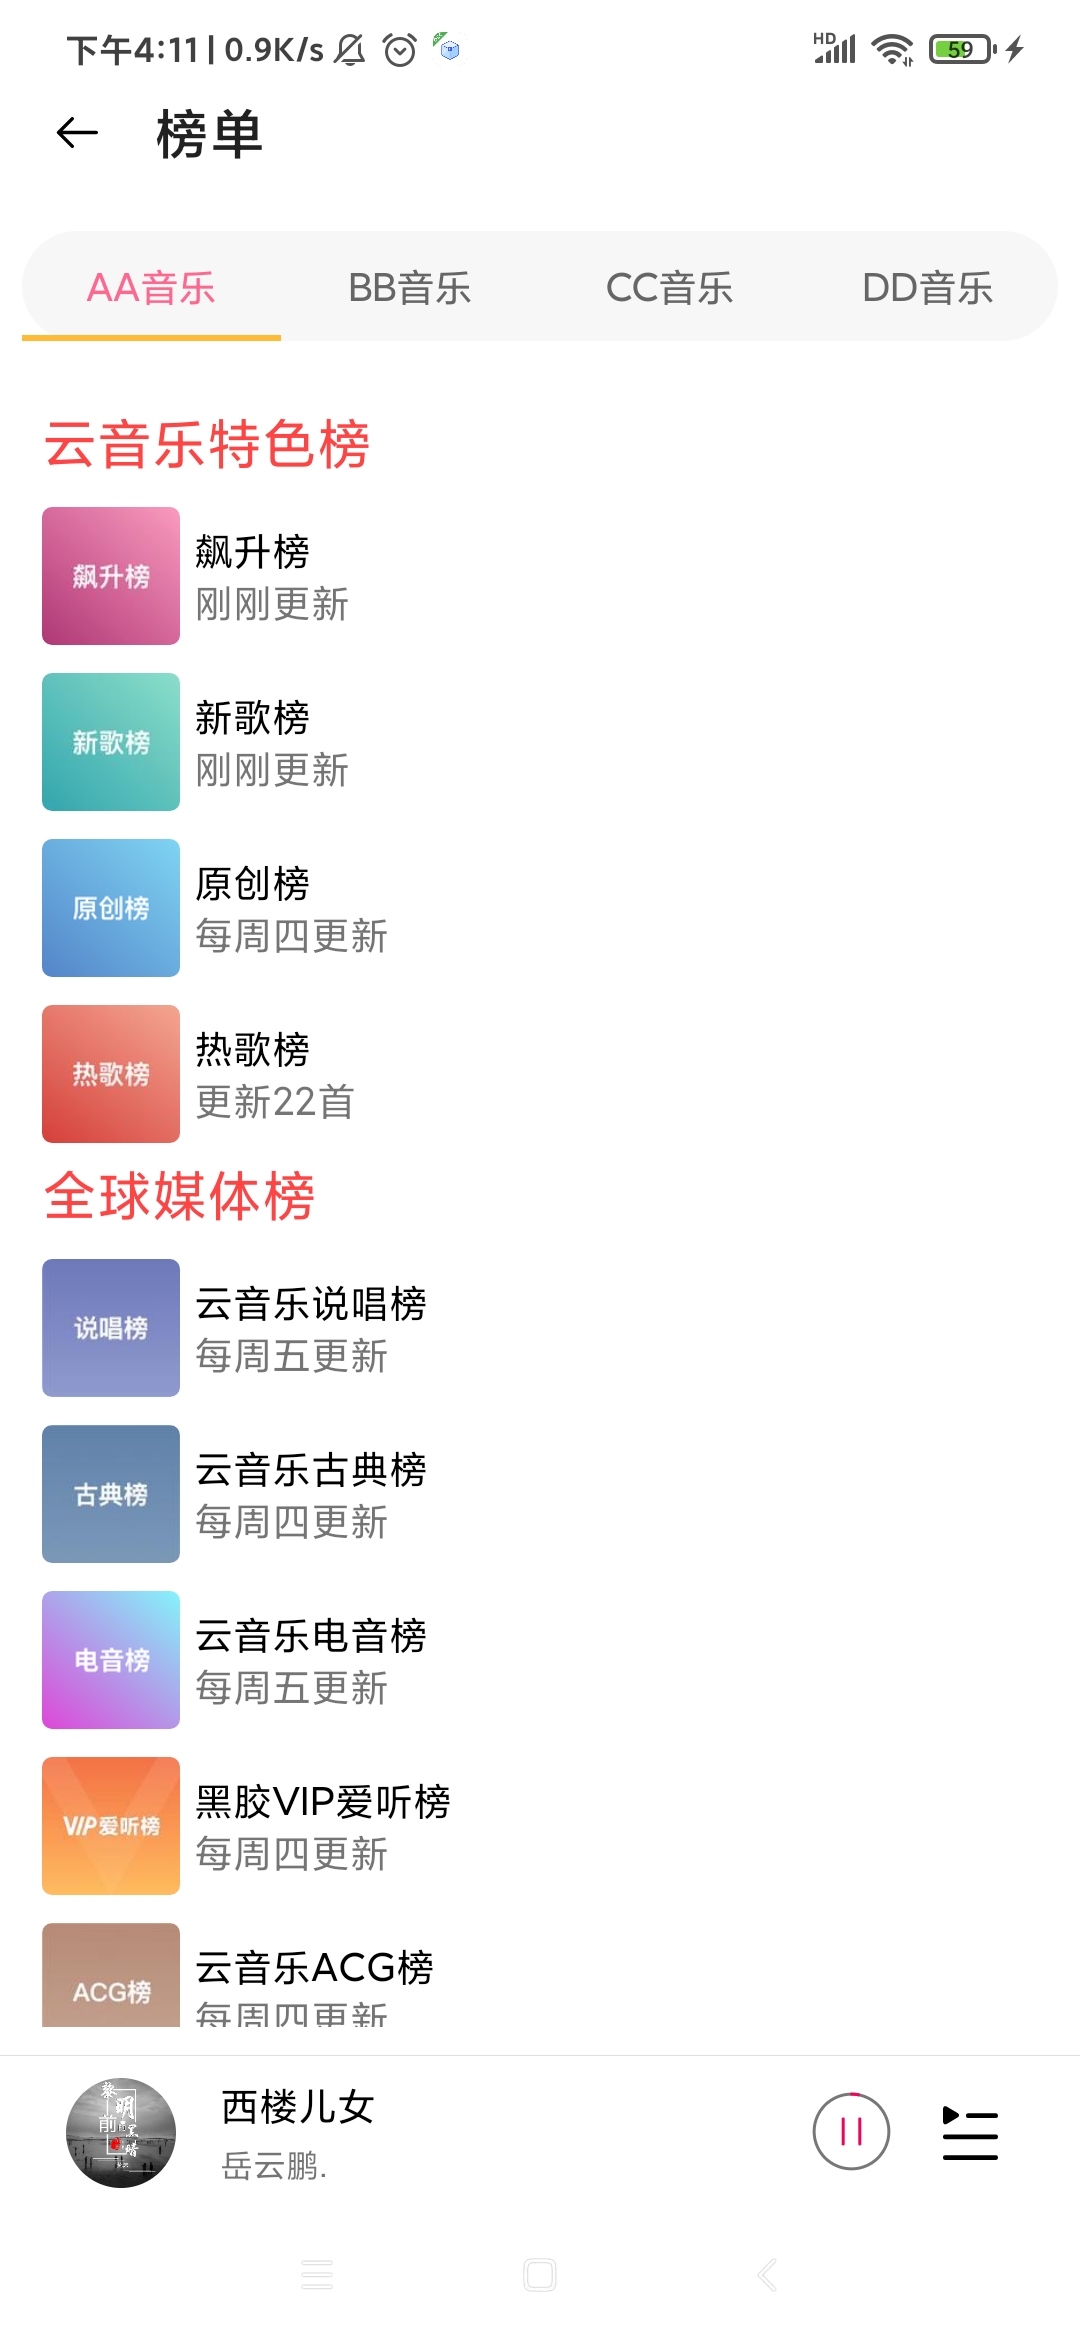 下午4:11 | 0.9K/s
HD
59
榜单
AA音乐 BB音乐 CC音乐 DD音乐
云音乐特色榜
飙升榜
飙升榜
刚刚更新
新歌榜
新歌榜
刚刚更新
原创榜
原创榜
每周四更新
热歌榜
热歌榜
更新22首
全球媒体榜
说唱榜
云音乐说唱榜
每周五更新
古典榜
云音乐古典榜
每周四更新
电音榜
云音乐电音榜
每周五更新
VIP爱听榜
黑胶VIP爱听榜
每周四更新
ACG榜
云音乐ACG榜
每周四更新
黎明前黑暗
西楼儿女
岳云鹏.